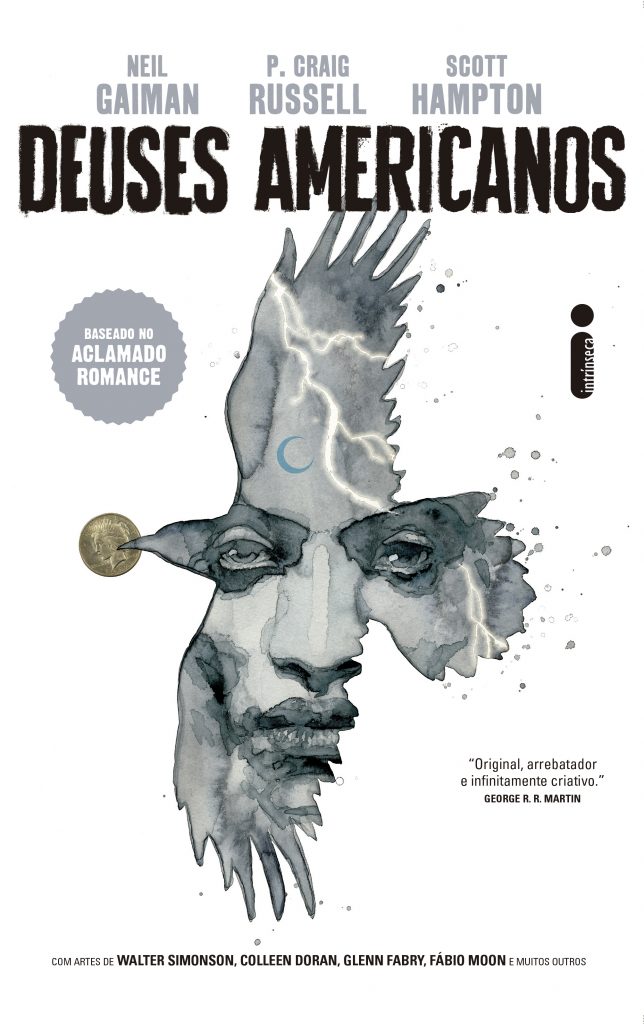 NEIL
GAIMAN
P. CRAIG
RUSSELL
SCOTT
HAMPTON
DEUSES AMERICANOS
BASEADO NO
ACLAMADO
ROMANCE
intrínseca
“Original, arrebatador
e infinitamente criativo.”
GEORGE R. R. MARTIN
COM ARTES DE WALTER SIMONSON, COLLEEN DORAN, GLENN FABRY, FÁBIO MOON E MUITOS OUTROS